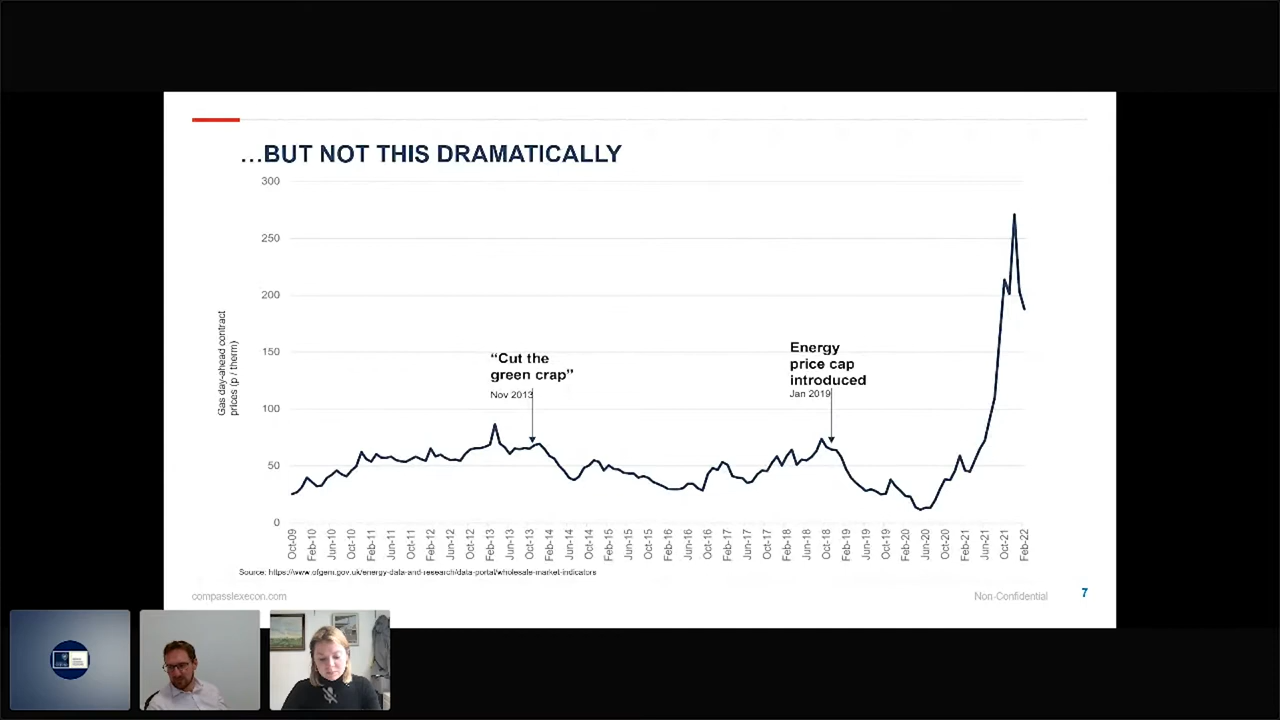 ...BUT NOT THIS DRAMATICALLY
300
250
200
150
100
50
0
Gas day-ahead contract
prices (p / therm)
“Cut the
green crap”
Nov 2013
Energy
price cap
introduced
Jan 2019
Oct-09
Feb-10
Jun-10
Oct-10
Feb-11
Jun-11
Oct-11
Feb-12
Jun-12
Oct-12
Feb-13
Jun-13
Oct-13
Feb-14
Jun-14
Oct-14
Feb-15
Jun-15
Oct-15
Feb-16
Jun-16
Oct-16
Feb-17
Jun-17
Oct-17
Feb-18
Jun-18
Oct-18
Feb-19
Jun-19
Oct-19
Feb-20
Jun-20
Oct-20
Feb-21
Jun-21
Oct-21
Feb-22
Source: https://www.ofgem.gov.uk/energy-data-and-research/data-portal/wholesale-market-indicators
compasslexecon.com
Non-Confidential
7